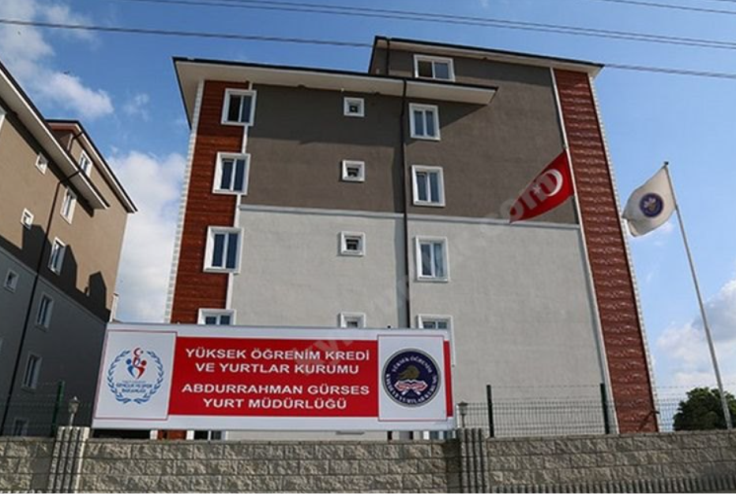 YÜKSEK ÖĞRENİM KREDİ
VE YURTLAR KURUMU
ABDURRAHMAN GÜRSES
YURT MÜDÜRLÜĞÜ